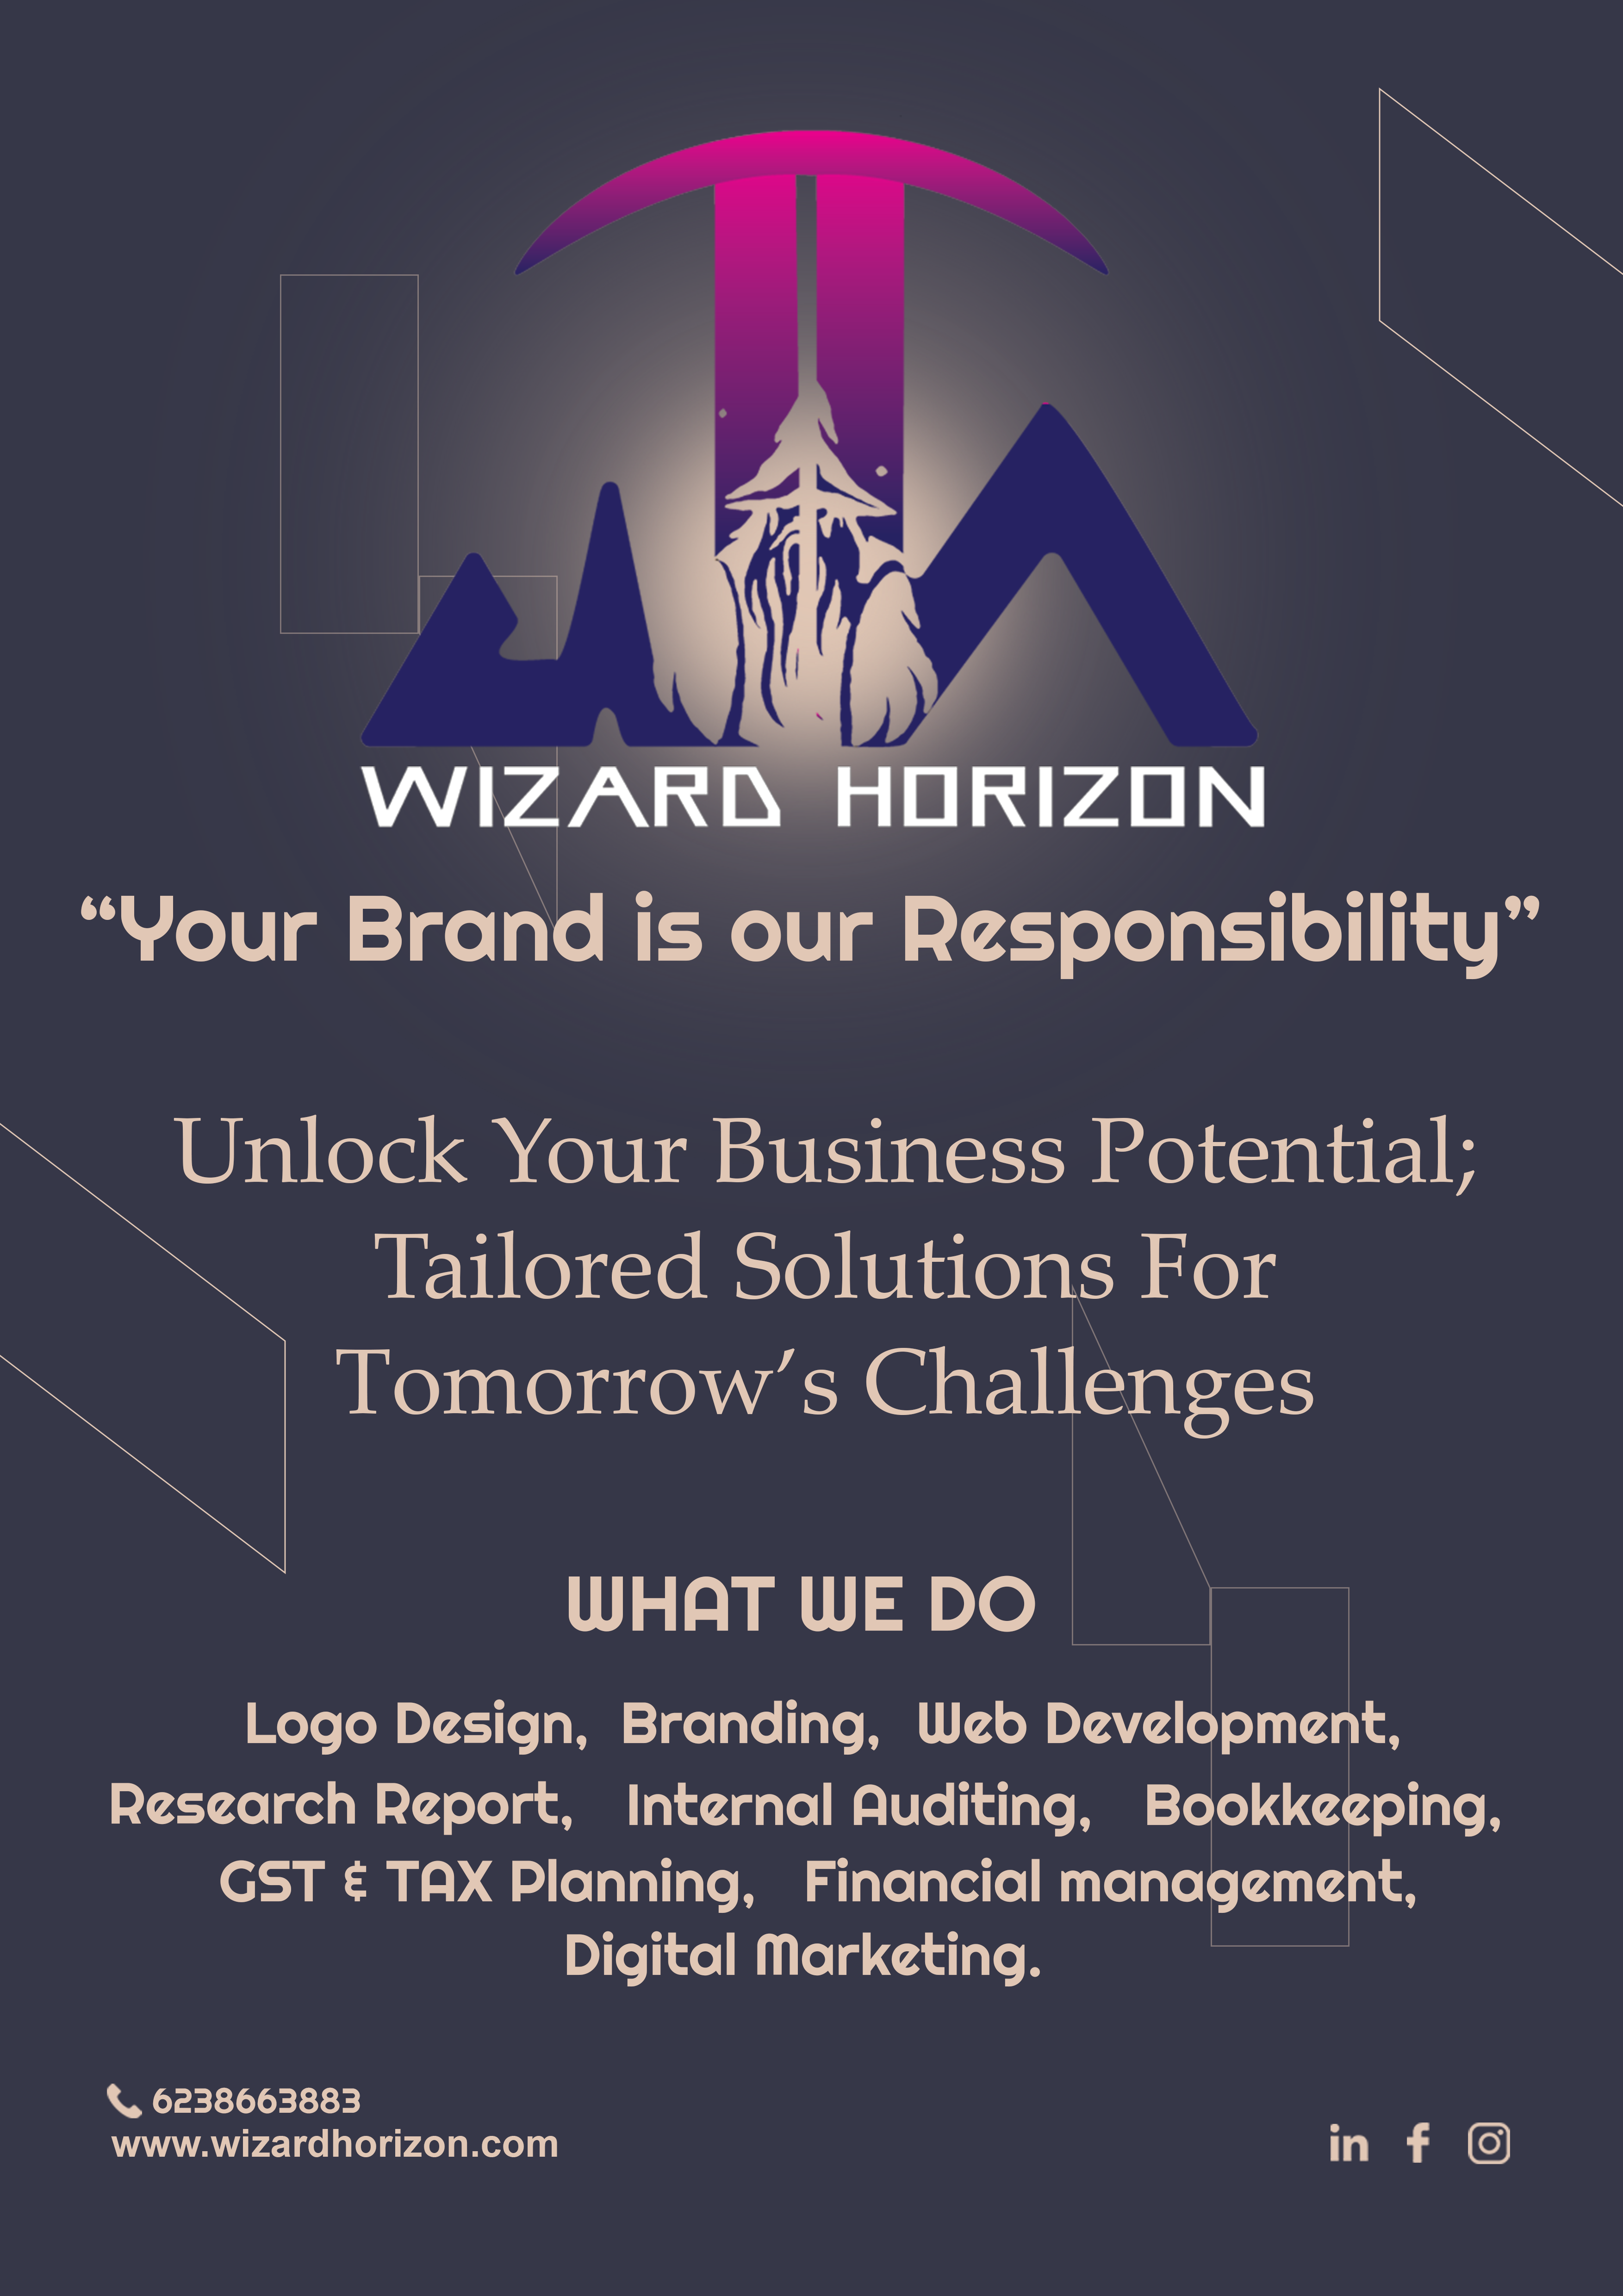 WIZARD HORIZON
“Your Brand is our Responsibility”
Unlock Your Business Potential;
Tailored Solutions For
Tomorrow’s Challenges
WHAT WE DO
Logo Design, Branding, Web Development,
Research Report, Internal Auditing, Bookkeeping,
GST & TAX Planning, Financial management,
Digital Marketing.
6238663883
www.wizardhorizon.com